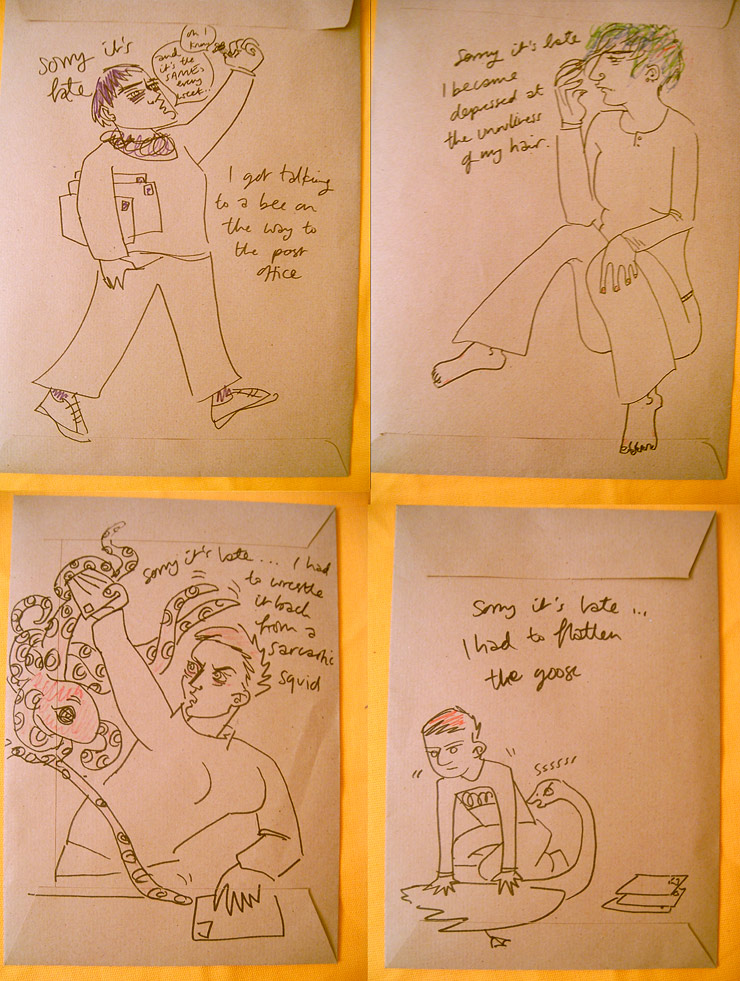 sorry it's
late
oh I
know
and
it's the
SAME
every
week...
I got talking
to a bee on
the way to
the post
office
Sorry it's late
I became
depressed at
the unruliness
of my hair.
sorry it's late ... I had
to wrestle
it back
from a
sarcastic
squid
Sorry it's late ...
I had to flatten
the goose
Ssssss